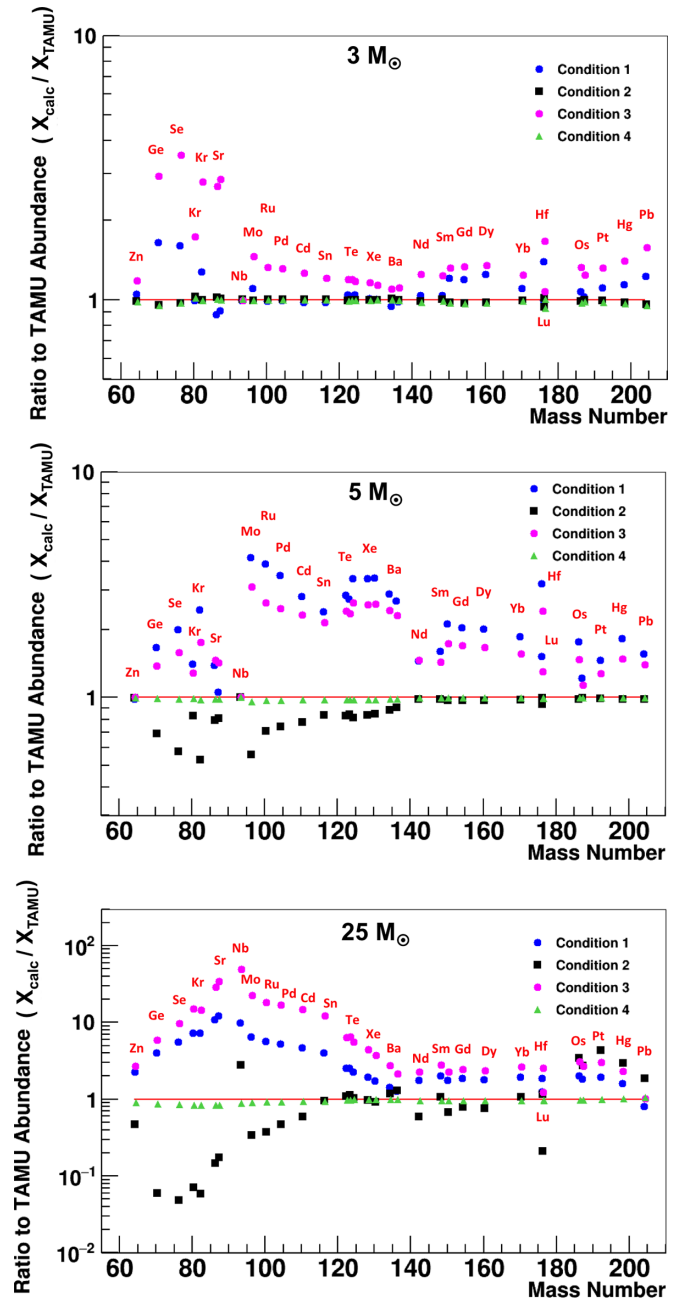 Ratio to TAMU Abundance ( X_calc / X_TAMU)
10
1
3 M⊙
Condition 1
Condition 2
Condition 3
Condition 4
Zn Ge Se Kr Kr Sr Nb Mo Ru Pd Cd Sn Te Xe Ba Nd Sm Gd Dy Yb Hf Lu Os Pt Hg Pb
60 80 100 120 140 160 180 200
Mass Number
Ratio to TAMU Abundance ( X_calc / X_TAMU)
10
1
5 M⊙
Condition 1
Condition 2
Condition 3
Condition 4
Zn Ge Se Kr Kr Sr Nb Mo Ru Pd Cd Sn Te Xe Ba Nd Sm Gd Dy Yb Hf Lu Os Pt Hg Pb
60 80 100 120 140 160 180 200
Mass Number
Ratio to TAMU Abundance ( X_calc / X_TAMU)
10²
10
1
10⁻¹
10⁻²
25 M⊙
Condition 1
Condition 2
Condition 3
Condition 4
Zn Ge Se Kr Sr Nb Mo Ru Pd Cd Sn Te Xe Ba Nd Sm Gd Dy Yb Hf Lu Os Pt Hg Pb
60 80 100 120 140 160 180 200
Mass Number